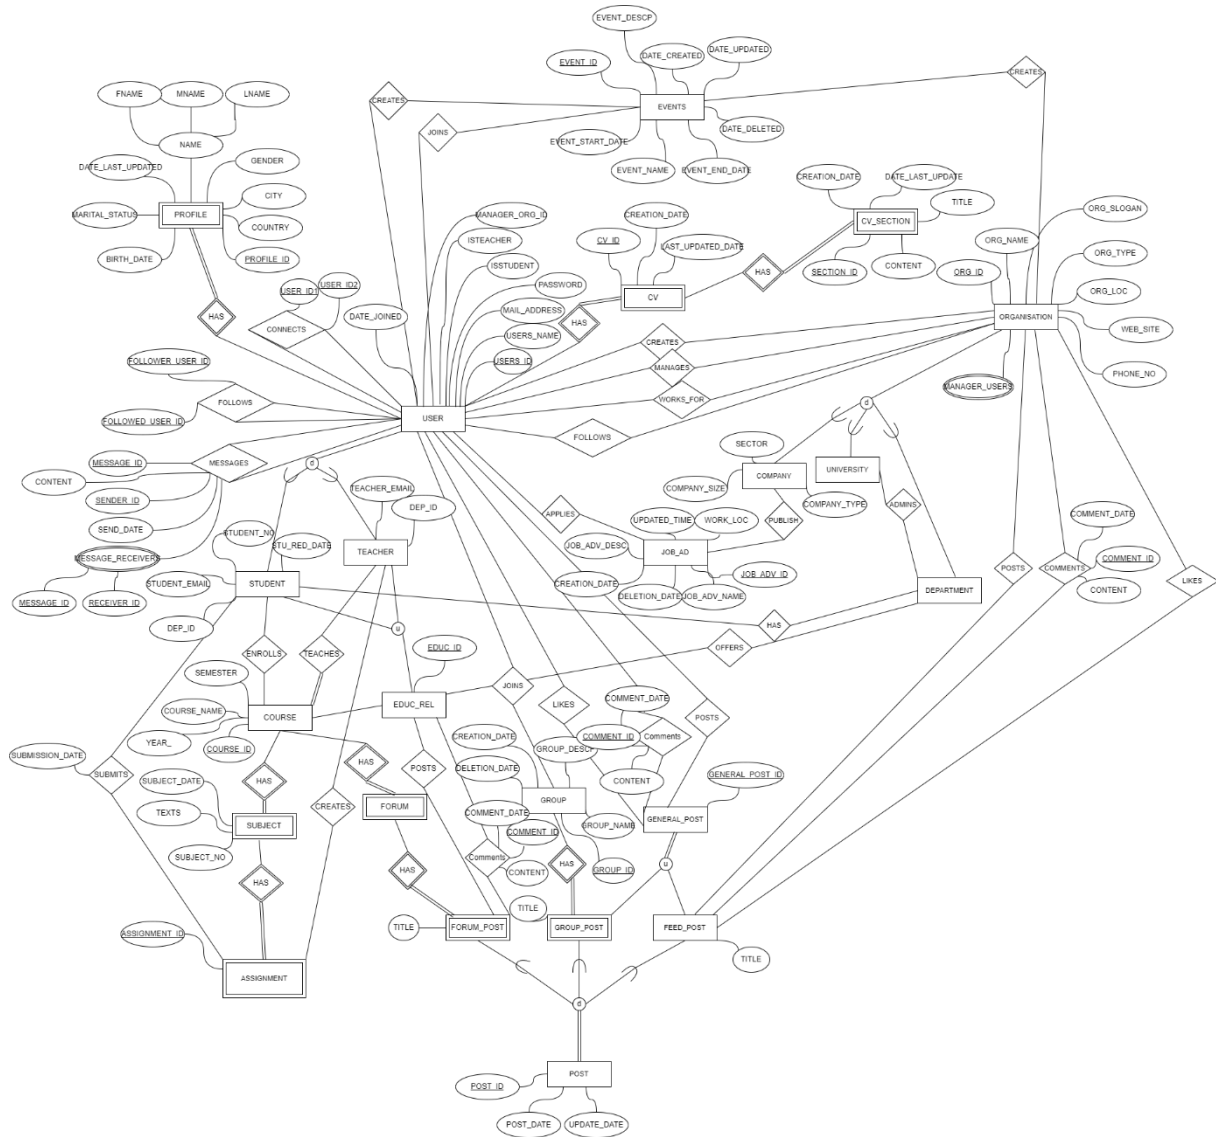 EVENT_DESCP
EVENT_ID
DATE_CREATED
DATE_UPDATED
CREATES
CREATES
FNAME
MNAME
LNAME
EVENTS
JOINS
DATE_DELETED
NAME
EVENT_START_DATE
EVENT_NAME
EVENT_END_DATE
DATE_LAST_UPDATED
GENDER
CREATION_DATE
DATE_LAST_UPDATE
CITY
TITLE
MARITAL_STATUS
PROFILE
COUNTRY
MANAGER_ORG_ID
CREATION_DATE
CV_SECTION
ORG_SLOGAN
BIRTH_DATE
PROFILE_ID
ISTEACHER
CV_ID
LAST_UPDATED_DATE
ORG_NAME
ISSTUDENT
HAS
SECTION_ID
CONTENT
ORG_ID
ORG_TYPE
USER_ID1
USER_ID2
PASSWORD
CV
ORG_LOC
HAS
CONNECTS
DATE_JOINED
MAIL_ADDRESS
HAS
ORGANISATION
WEB_SITE
USERS_NAME
CREATES
FOLLOWER_USER_ID
USERS_ID
MANAGES
PHONE_NO
MANAGER_USERS
FOLLOWS
WORKS_FOR
d
FOLLOWED_USER_ID
USER
FOLLOWS
SECTOR
MESSAGE_ID
MESSAGES
d
UNIVERSITY
CONTENT
COMPANY
TEACHER_EMAIL
COMPANY_SIZE
SENDER_ID
DEP_ID
COMPANY_TYPE
ADMINS
APPLIES
UPDATED_TIME
WORK_LOC
PUBLISH
COMMENT_DATE
SEND_DATE
STUDENT_NO
STU_RED_DATE
TEACHER
JOB_ADV_DESC
JOB_AD
MESSAGE_RECEIVERS
COMMENT_ID
POSTS
COMMENTS
JOB_ADV_ID
STUDENT_EMAIL
STUDENT
CREATION_DATE
LIKES
DEPARTMENT
CONTENT
MESSAGE_ID
RECEIVER_ID
DELETION_DATE
JOB_ADV_NAME
DEP_ID
u
HAS
ENROLLS
TEACHES
EDUC_ID
OFFERS
SEMESTER
JOINS
COMMENT_DATE
COURSE_NAME
COURSE
EDUC_REL
LIKES
POSTS
CREATION_DATE
COMMENT_ID
Comments
YEAR_
COURSE_ID
GROUP_DESCP
SUBMISSION_DATE
HAS
SUBMITS
POSTS
DELETION_DATE
CONTENT
GENERAL_POST_ID
SUBJECT_DATE
HAS
GROUP
CREATES
FORUM
TEXTS
COMMENT_DATE
GENERAL_POST
SUBJECT
GROUP_NAME
COMMENT_ID
SUBJECT_NO
Comments
HAS
u
HAS
HAS
CONTENT
GROUP_ID
TITLE
ASSIGNMENT_ID
TITLE
FORUM_POST
GROUP_POST
FEED_POST
TITLE
ASSIGNMENT
d
POST
POST_ID
POST_DATE
UPDATE_DATE